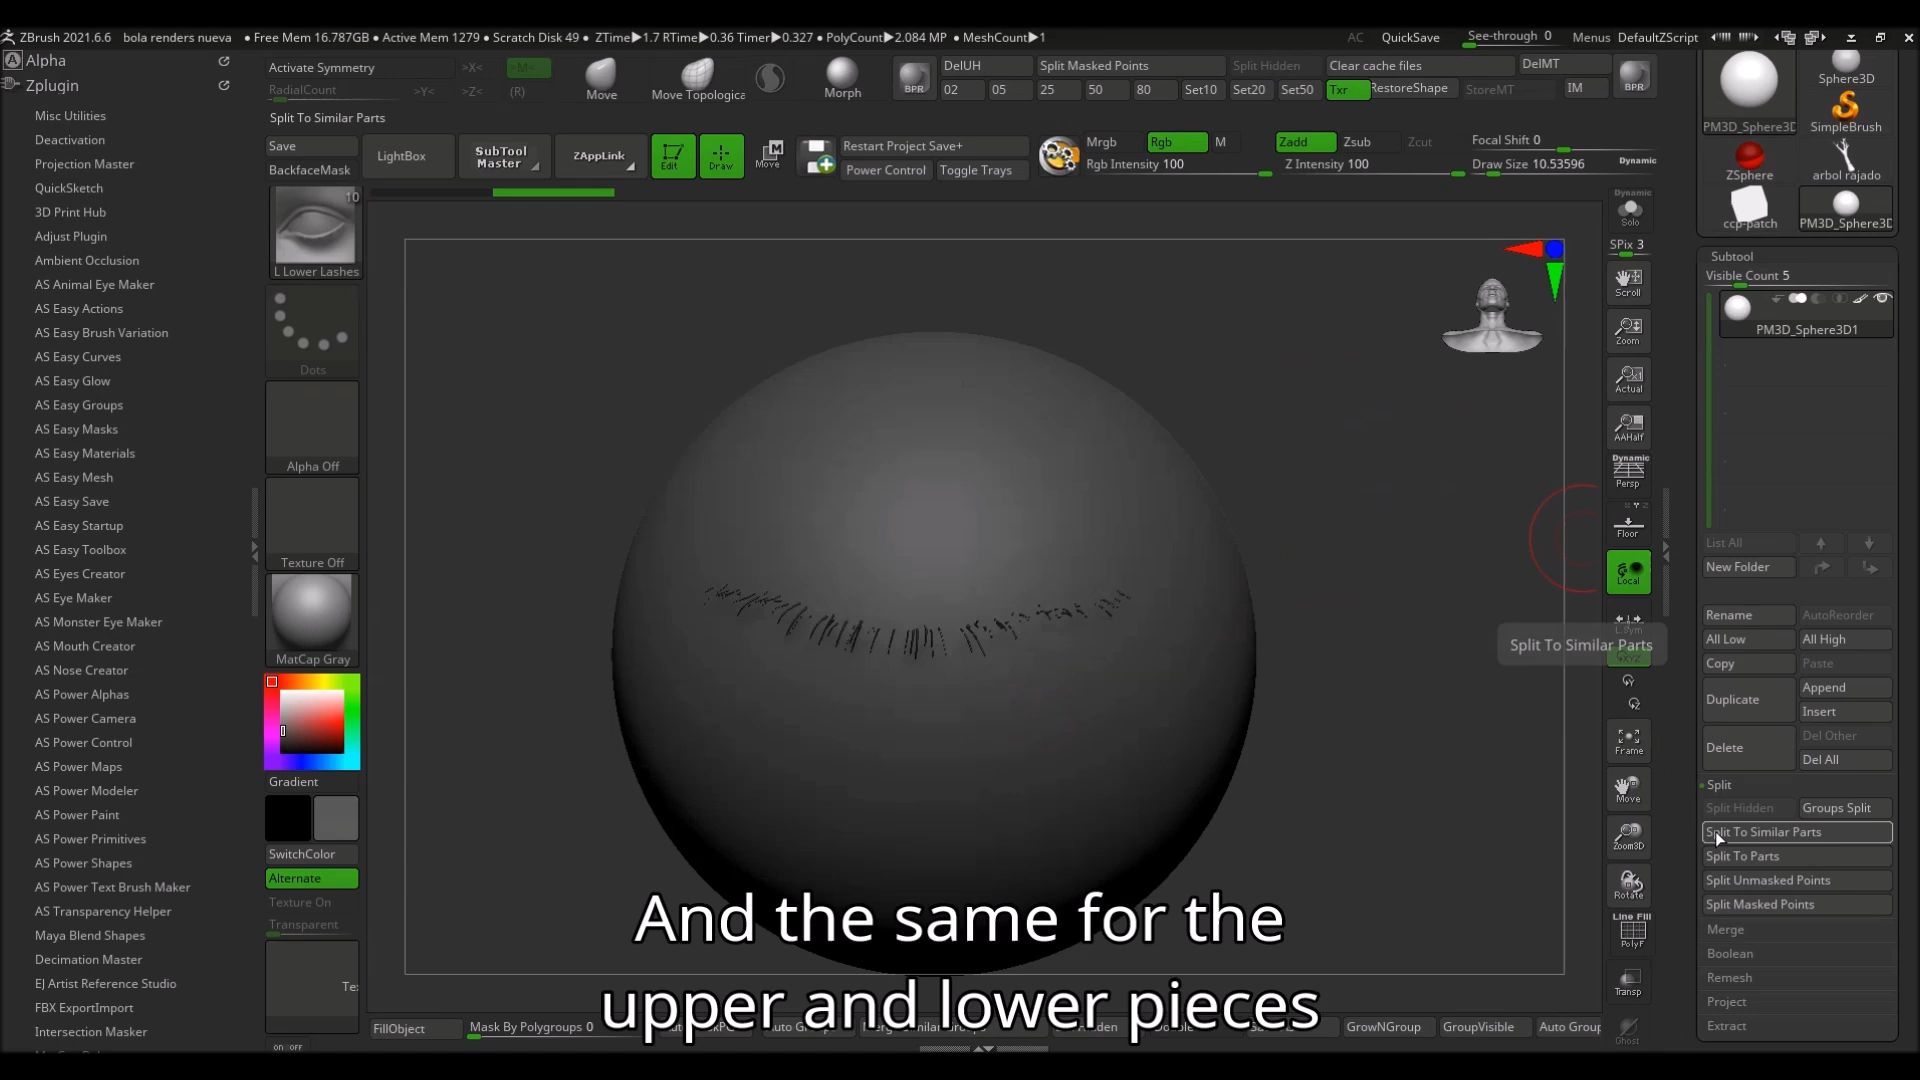 ZBrush 2021.6.6 bola renders nueva • Free Mem 16.787GB • Active Mem 1279 • Scratch Disk 49 • ZTime▶1.7 RTime▶0.36 Timer▶0.327 • PolyCount▶2.084 MP • MeshCount▶1 AC QuickSave See-through 0 Menus DefaultZScript
Alpha
Zplugin
Misc Utilities
Deactivation
Projection Master
QuickSketch
3D Print Hub
Adjust Plugin
Ambient Occlusion
AS Animal Eye Maker
AS Easy Actions
AS Easy Brush Variation
AS Easy Curves
AS Easy Glow
AS Easy Groups
AS Easy Masks
AS Easy Materials
AS Easy Mesh
AS Easy Save
AS Easy Startup
AS Easy Toolbox
AS Eyes Creator
AS Eye Maker
AS Monster Eye Maker
AS Mouth Creator
AS Nose Creator
AS Power Alphas
AS Power Camera
AS Power Control
AS Power Maps
AS Power Modeler
AS Power Paint
AS Power Primitives
AS Power Shapes
AS Power Text Brush Maker
AS Transparency Helper
Maya Blend Shapes
Decimation Master
EJ Artist Reference Studio
FBX ExportImport
Intersection Masker
Activate Symmetry >X< >M<
RadialCount >Y< >Z< (R)
Move
Move Topologica
Morph
BPR
DelUH Split Masked Points Split Hidden Clear cache files DelMT
02 05 25 50 80 Set10 Set20 Set50 Txr RestoreShape StoreMT IM
BPR
Split To Similar Parts
Save
BackfaceMask
LightBox
SubTool
Master
ZAppLink
Edit
Draw
Move
Restart Project Save+
Power Control Toggle Trays
Mrgb Rgb M
Rgb Intensity 100
Zadd Zsub Zcut
Z Intensity 100
Focal Shift 0
Draw Size 10.53596 Dynamic
10
L Lower Lashes
Dots
Alpha Off
Texture Off
MatCap Gray
Gradient
SwitchColor
Alternate
Texture On
Transparent
Te
on off
Dynamic
Solo
SPix 3
Scroll
Zoom
Actual
AAHalf
Dynamic
Persp
Floor
Local
L.Sym
Split To Similar Parts
Frame
Move
Zoom3D
Rotate
Line Fill
PolyF
Transp
Ghost
PM3D_Sphere3D
Sphere3D
SimpleBrush
ZSphere
arbol rajado
ccp-patch
PM3D_Sphere3D
Subtool
Visible Count 5
PM3D_Sphere3D1
List All
New Folder
Rename AutoReorder
All Low All High
Copy Paste
Duplicate Append
Insert
Delete Del Other
Del All
Split
Split Hidden Groups Split
Split To Similar Parts
Split To Parts
Split Unmasked Points
Split Masked Points
Merge
Boolean
Remesh
Project
Extract
And the same for the
upper and lower pieces
FillObject Mask By Polygroups 0 GrowNGroup GroupVisible Auto Group